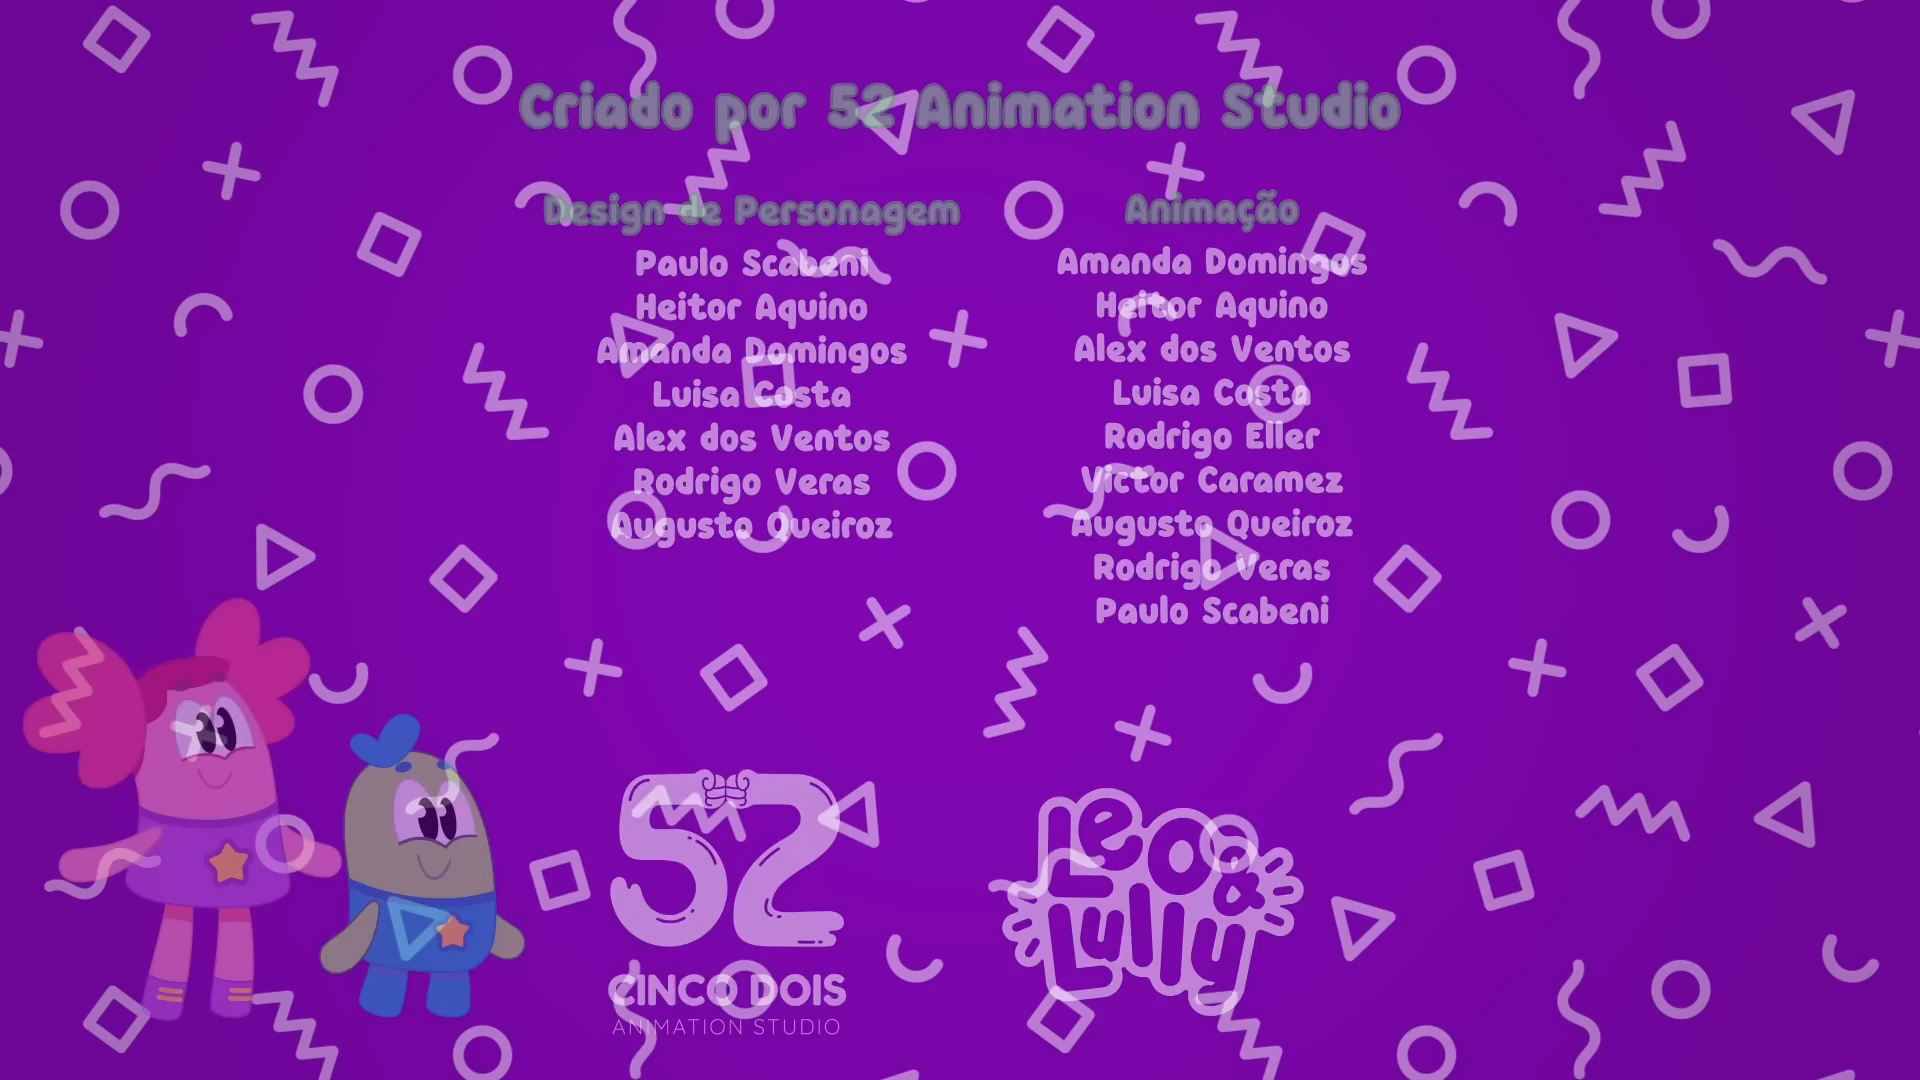 Criado por 52 Animation Studio
Design de Personagem
Paulo Scabeni
Heitor Aquino
Amanda Domingos
Luisa Costa
Alex dos Ventos
Rodrigo Veras
Augusto Queiroz
Animação
Amanda Domingos
Heitor Aquino
Alex dos Ventos
Luisa Costa
Rodrigo Eller
Victor Caramez
Augusto Queiroz
Rodrigo Veras
Paulo Scabeni
52
CINCO DOIS
ANIMATION STUDIO
Leo &
Lully